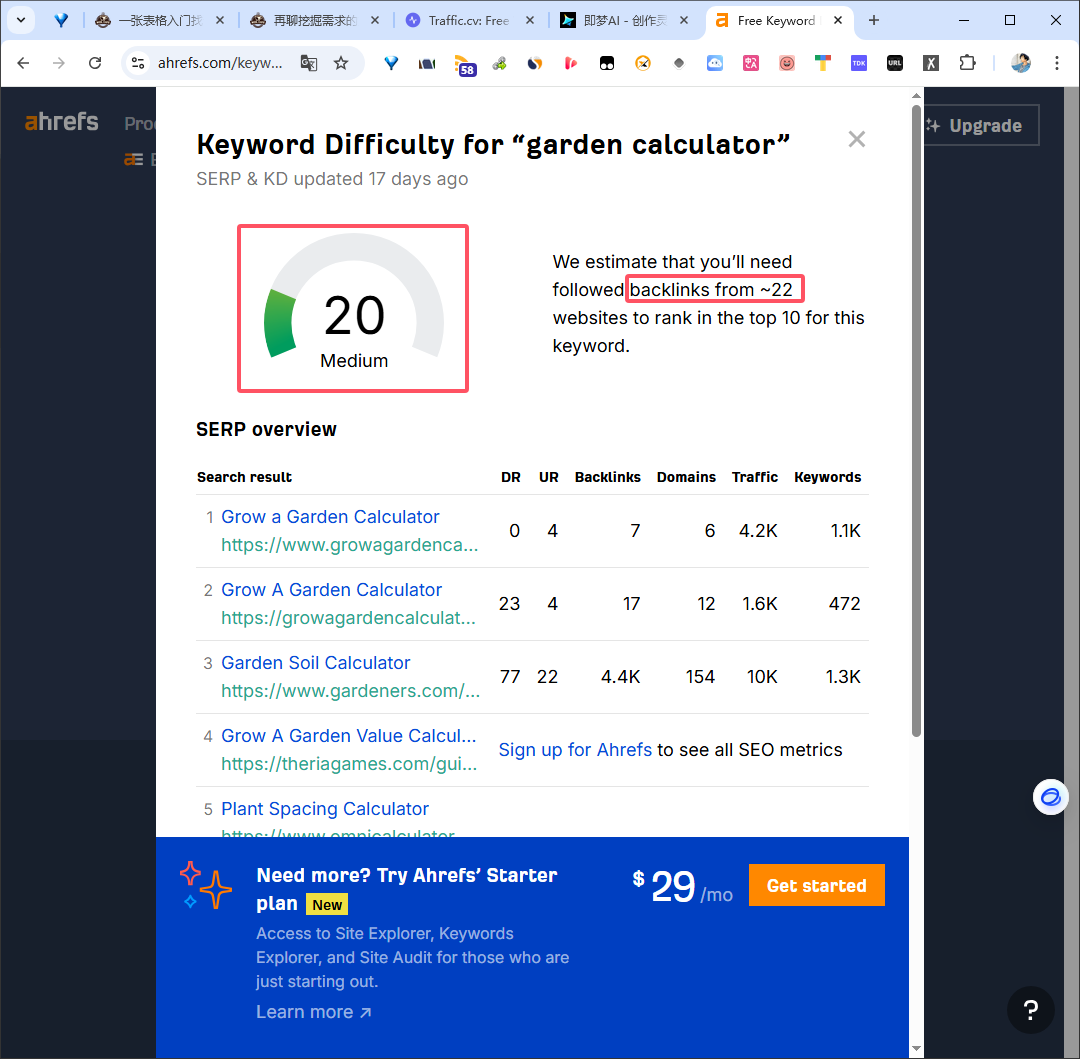 一张表格入门找
再聊挖掘需求的
Traffic.cv: Free
即梦AI - 创作灵
Free Keyword
ahrefs.com/keyw...
58
TDK
URL
X
ahrefs
Upgrade
Keyword Difficulty for “garden calculator”
SERP & KD updated 17 days ago
20
Medium
We estimate that you’ll need
followed backlinks from ~22
websites to rank in the top 10 for this
keyword.
SERP overview
Search result DR UR Backlinks Domains Traffic Keywords
1 Grow a Garden Calculator
https://www.growagardenca...
0 4 7 6 4.2K 1.1K
2 Grow A Garden Calculator
https://growagardencalculat...
23 4 17 12 1.6K 472
3 Garden Soil Calculator
https://www.gardeners.com/...
77 22 4.4K 154 10K 1.3K
4 Grow A Garden Value Calcul...
https://theriagames.com/gui...
Sign up for Ahrefs to see all SEO metrics
5 Plant Spacing Calculator
https://www.omnicalculator
Need more? Try Ahrefs’ Starter
plan New
Access to Site Explorer, Keywords
Explorer, and Site Audit for those who are
just starting out.
Learn more ↗
$ 29 /mo
Get started
?